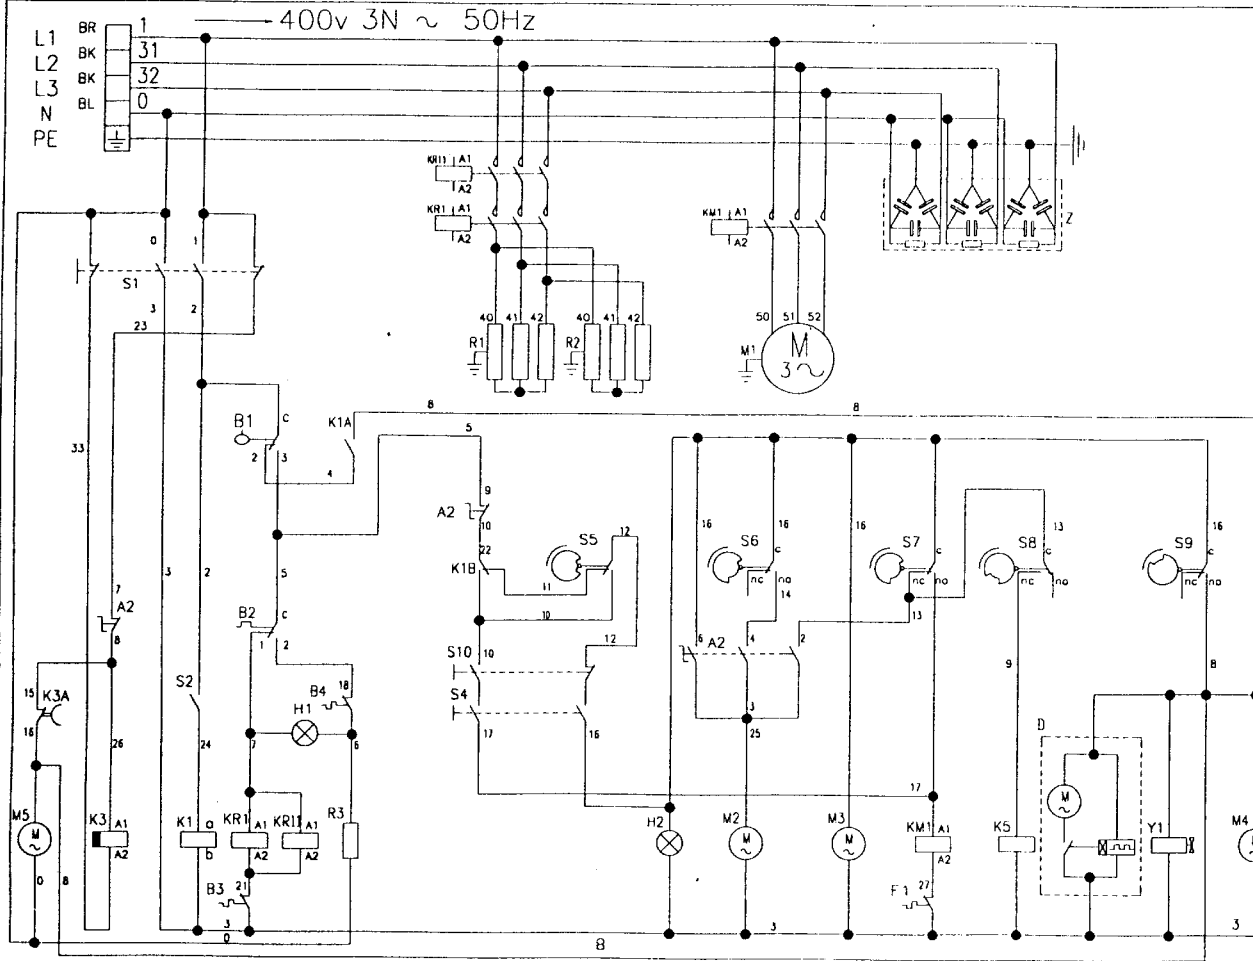 400v 3N ~ 50Hz
L1 BR 1
L2 BK 31
L3 BK 32
N BL 0
PE
KR11 A1
A2
KR1 A1
A2
KM1 A1
A2
Z
0 1
S1
3 2
23
40 41 42 40 41 42
R1 R2
50 51 52
M1 M
3 ~
8 8
B1 C K1A
5
2 3
33
4
9
A2
10
16 16 16 16 13 16
22 S5 12
S6 S7 S8 S9
C C C
K1B
nc no nc no nc no nc no
11
14
3 2 5
7
10
13
A2
B2 C
8
1 2
12
6 A2 4 2
S10 10
9 8
S2
B4 18
15 K3A
S4
H1
3
16
26 24 7 6
17 16
25
D
17
M5 M ~
K3 A1
A2
K1 a
b
KR1 A1
A2
KR11 A1
A2
R3
H2
M2 M ~
M3 M ~
KM1 A1
A2
K5
M ~
Y1
M4
0 8
B3 21
F1 27
3
0
3 3
8